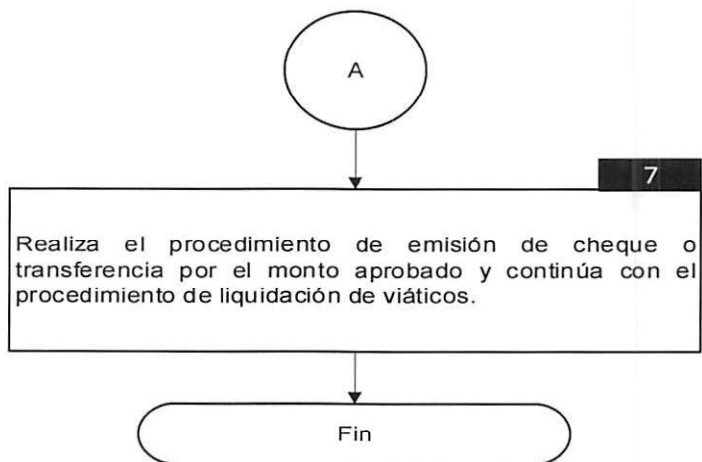 A
7
Realiza el procedimiento de emisión de cheque o
transferencia por el monto aprobado y continúa con el
procedimiento de liquidación de viáticos.
Fin